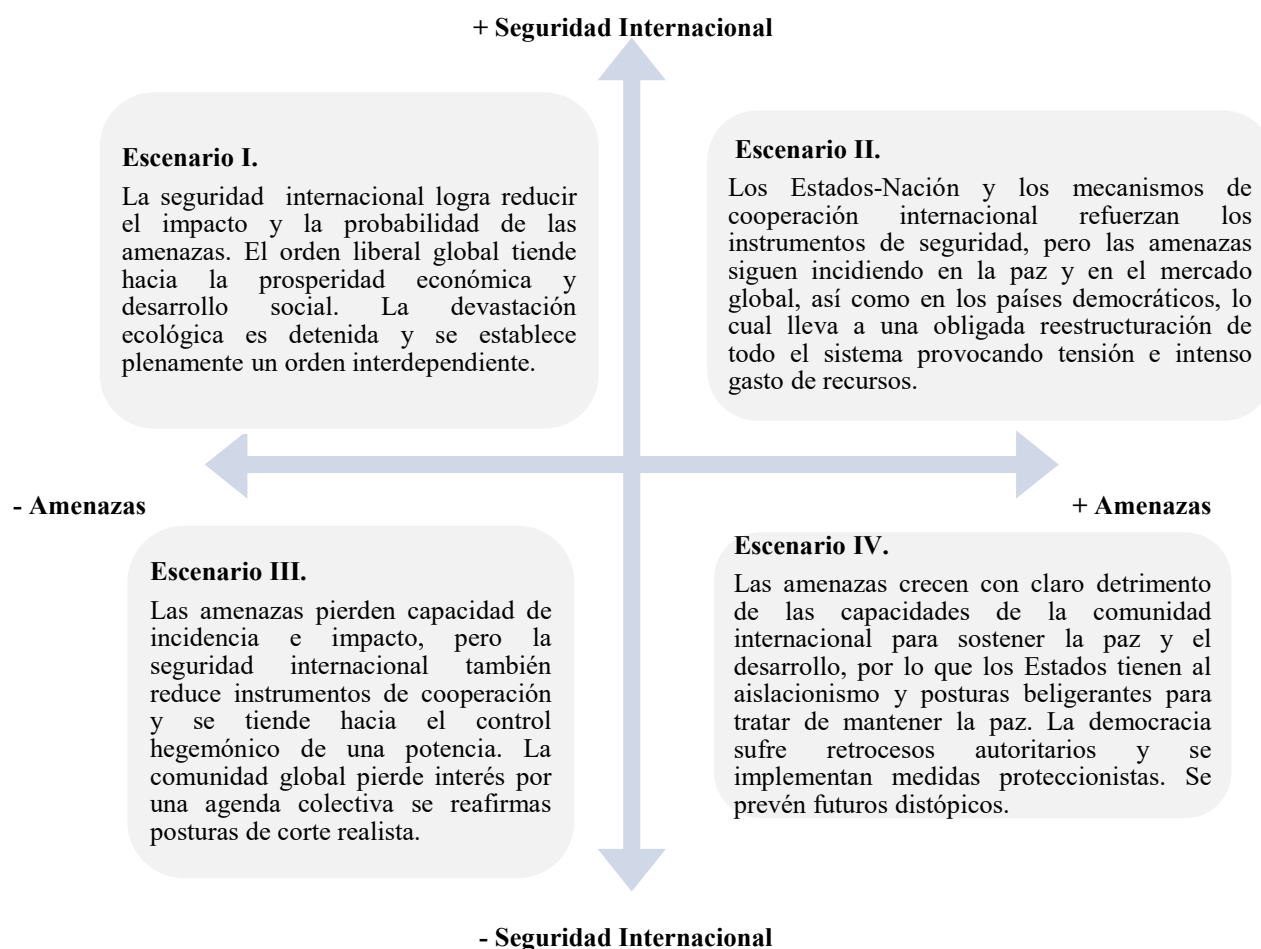 + Seguridad Internacional
Escenario I.
La seguridad internacional logra reducir
el impacto y la probabilidad de las
amenazas. El orden liberal global tiende
hacia la prosperidad económica y
desarrollo social. La devastación
ecológica es detenida y se establece
plenamente un orden interdependiente.
Escenario II.
Los Estados-Nación y los mecanismos de
cooperación internacional refuerzan los
instrumentos de seguridad, pero las amenazas
siguen incidiendo en la paz y en el mercado
global, así como en los países democráticos, lo
cual lleva a una obligada reestructuración de
todo el sistema provocando tensión e intenso
gasto de recursos.
- Amenazas
+ Amenazas
Escenario III.
Las amenazas pierden capacidad de
incidencia e impacto, pero la
seguridad internacional también
reduce instrumentos de cooperación
y se tiende hacia el control
hegemónico de una potencia. La
comunidad global pierde interés por
una agenda colectiva se reafirmas
posturas de corte realista.
Escenario IV.
Las amenazas crecen con claro detrimento
de las capacidades de la comunidad
internacional para sostener la paz y el
desarrollo, por lo que los Estados tienen al
aislacionismo y posturas beligerantes para
tratar de mantener la paz. La democracia
sufre retrocesos autoritarios y se
implementan medidas proteccionistas. Se
prevén futuros distópicos.
- Seguridad Internacional